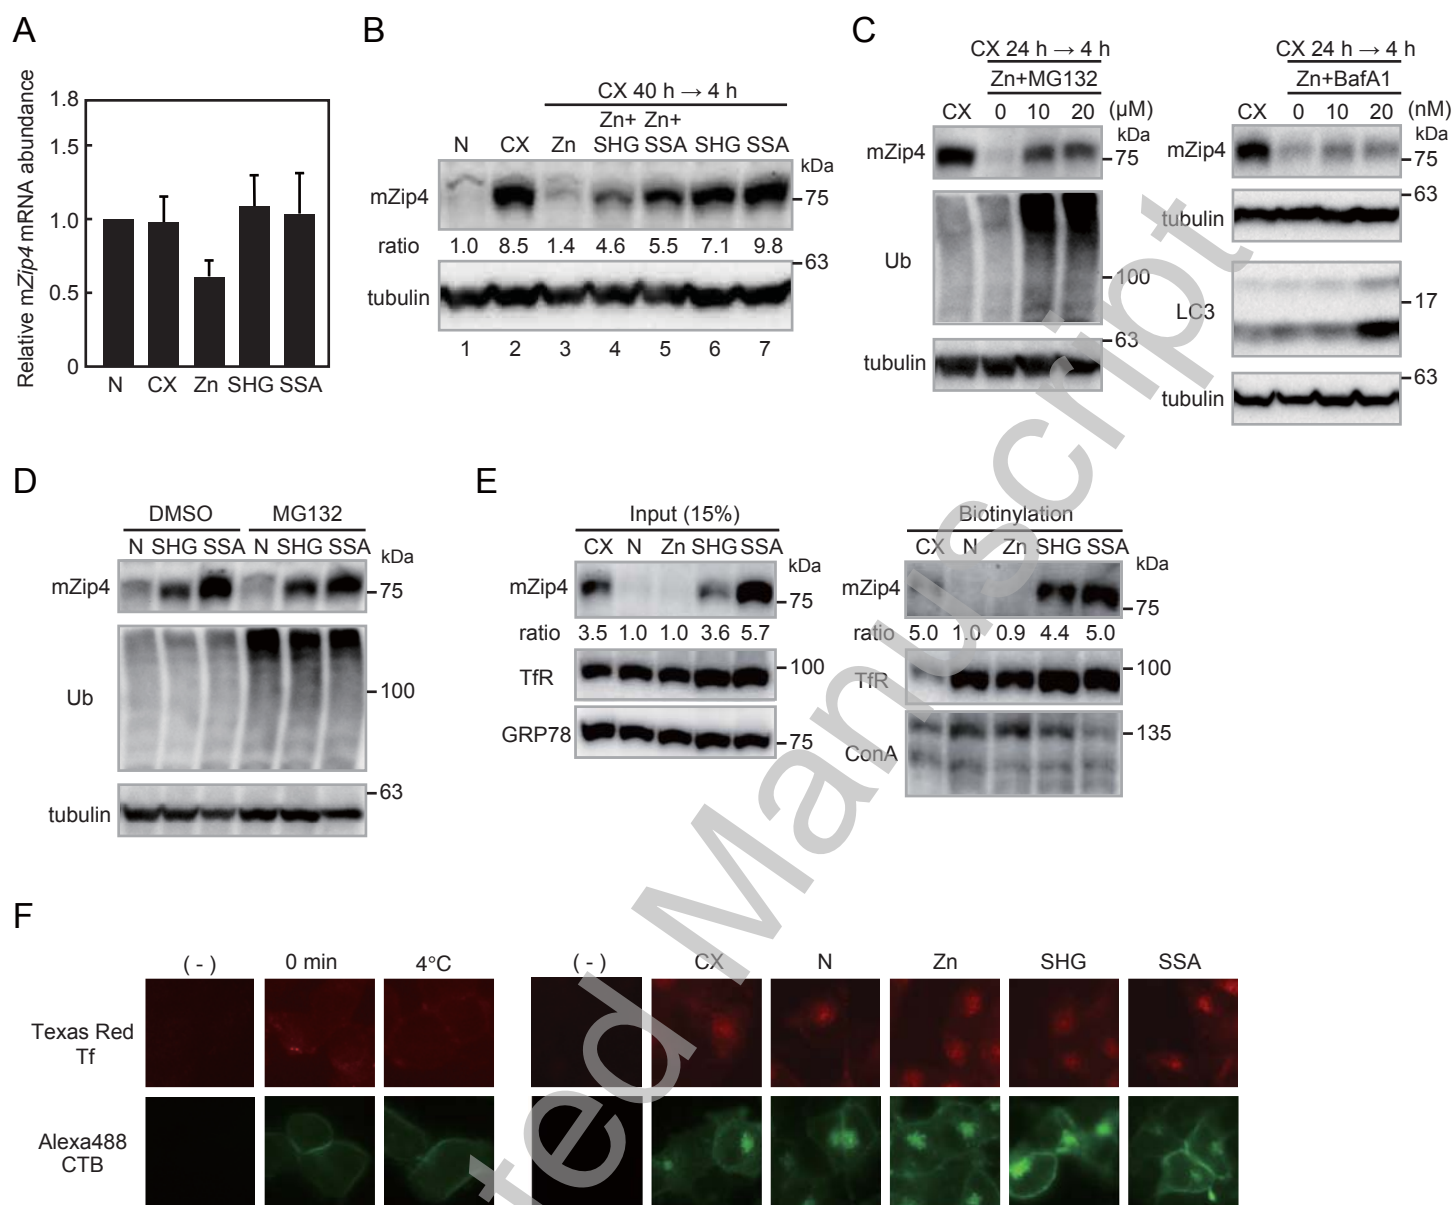 A
Relative mZip4 mRNA abundance
1.8
1.5
1.0
0.5
0
N CX Zn SHG SSA
B
CX 40 h → 4 h
Zn+ Zn+
N CX Zn SHG SSA SHG SSA
kDa
mZip4
75
ratio 1.0 8.5 1.4 4.6 5.5 7.1 9.8
63
tubulin
1 2 3 4 5 6 7
C
CX 24 h → 4 h
Zn+MG132
CX 0 10 20 (μM)
kDa
mZip4
75
Ub
100
63
tubulin
CX 24 h → 4 h
Zn+BafA1
CX 0 10 20 (nM)
kDa
mZip4
75
63
tubulin
17
LC3
63
tubulin
D
DMSO MG132
N SHG SSA N SHG SSA
kDa
mZip4
75
Ub
100
63
tubulin
E
Input (15%)
CX N Zn SHG SSA
kDa
mZip4
75
ratio 3.5 1.0 1.0 3.6 5.7
TfR
100
GRP78
75
Biotinylation
CX N Zn SHG SSA
kDa
mZip4
75
ratio 5.0 1.0 0.9 4.4 5.0
TfR
100
135
ConA
F
(-) 0 min 4°C (-) CX N Zn SHG SSA
Texas Red
Tf
Alexa488
CTB
ted Manuscript